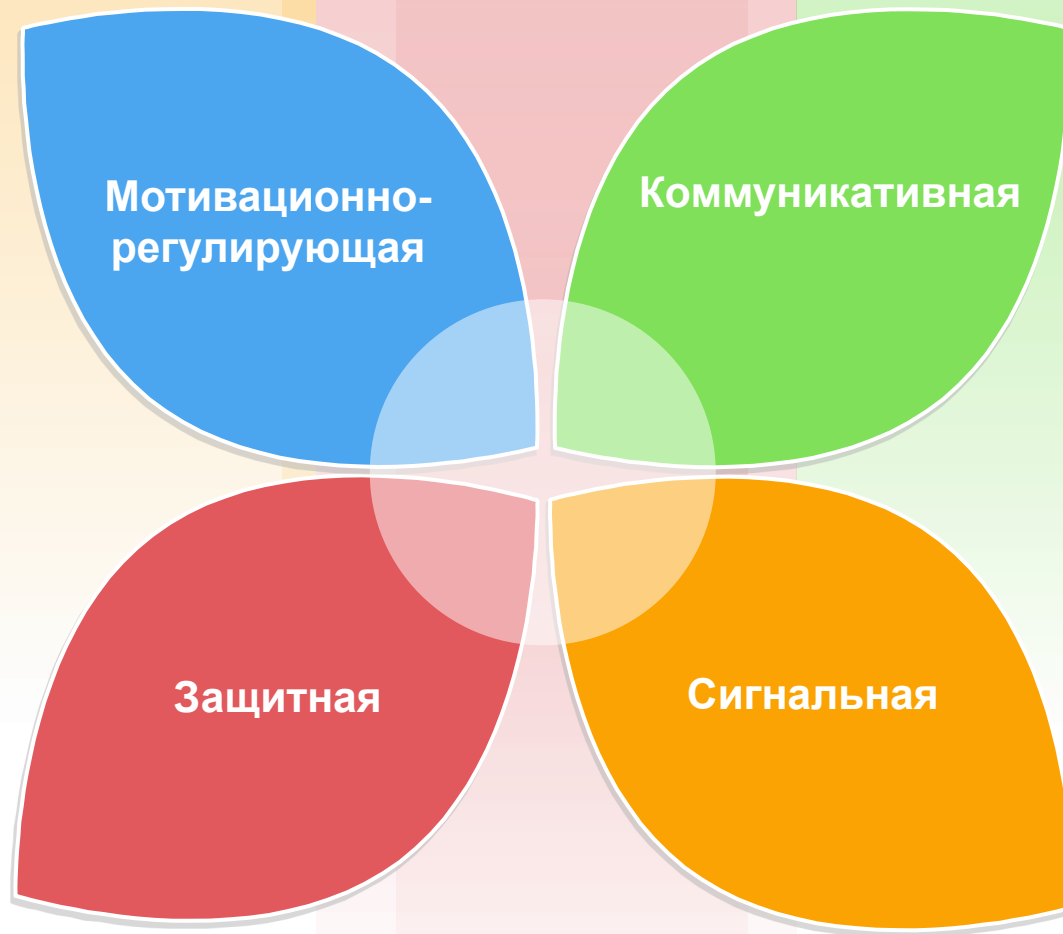 Мотивационно-
регулирующая
Коммуникативная
Защитная
Сигнальная